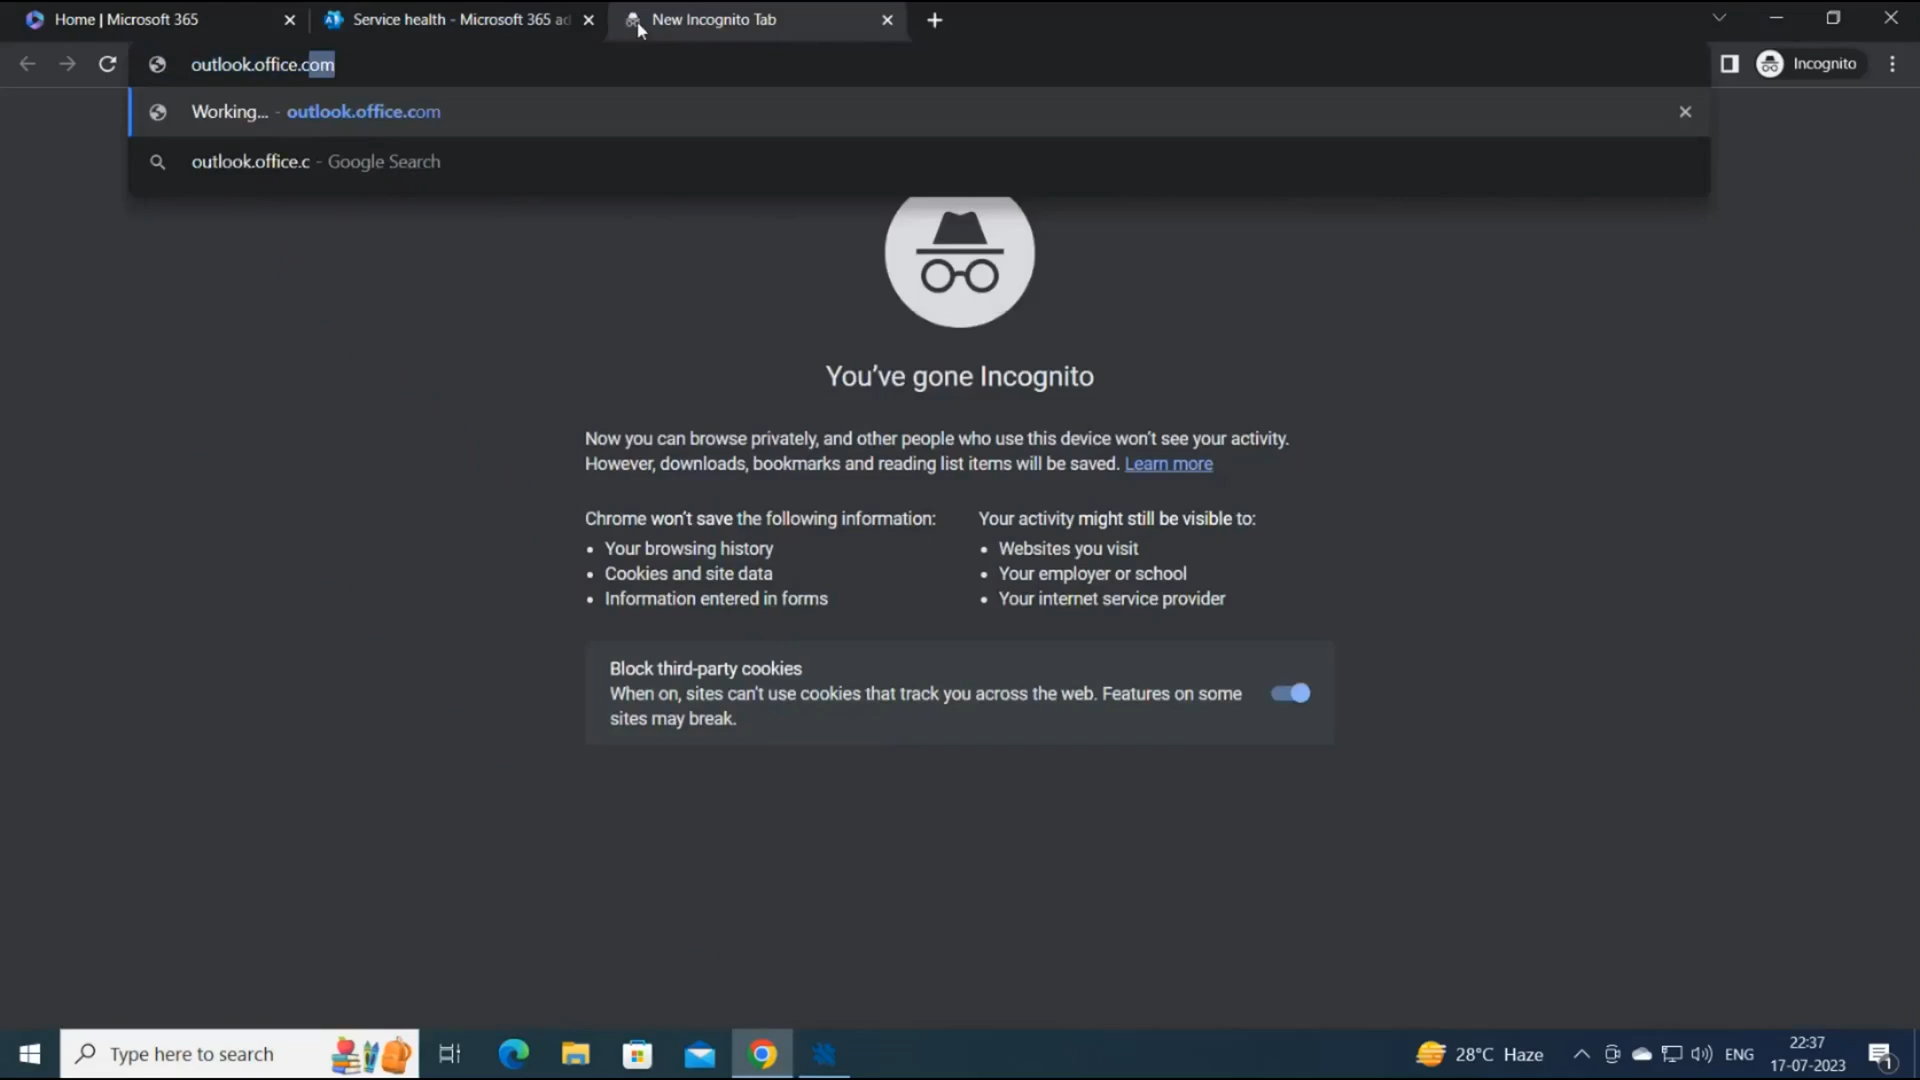 Home | Microsoft 365
Service health - Microsoft 365 ad
New Incognito Tab
outlook.office.com
Incognito
Working... - outlook.office.com
outlook.office.c - Google Search
You've gone Incognito
Now you can browse privately, and other people who use this device won't see your activity.
However, downloads, bookmarks and reading list items will be saved. Learn more
Chrome won't save the following information:
Your browsing history
Cookies and site data
Information entered in forms
Your activity might still be visible to:
Websites you visit
Your employer or school
Your internet service provider
Block third-party cookies
When on, sites can't use cookies that track you across the web. Features on some
sites may break.
Type here to search
28°C Haze
ENG
22:37
17-07-2023
1